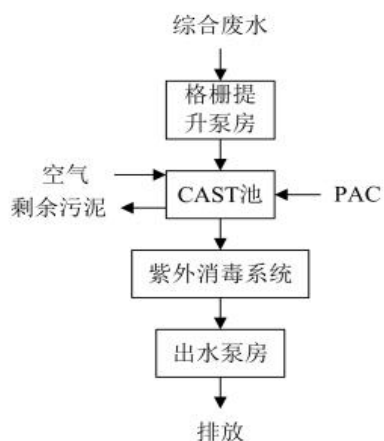 综合废水
格栅提
升泵房
空气
剩余污泥
CAST池
PAC
紫外消毒系统
出水泵房
排放